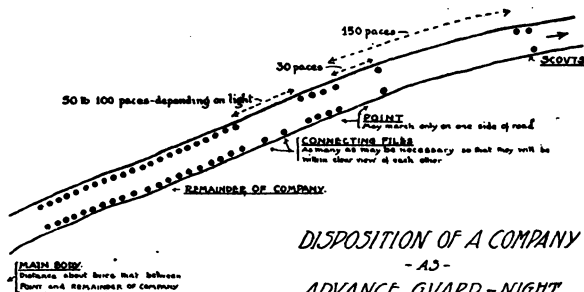 150 paces
30 paces
SCOUTS
50 to 100 paces-depending on light
POINT
May march only on one side of road
CONNECTING FILES
As many as may be necessary so that they will be
within clear view of each other
REMAINDER OF COMPANY.
MAIN BODY.
Distance about twice that between
POINT and REMAINDER OF COMPANY
DISPOSITION OF A COMPANY
- AS -
ADVANCE GUARD - NIGHT